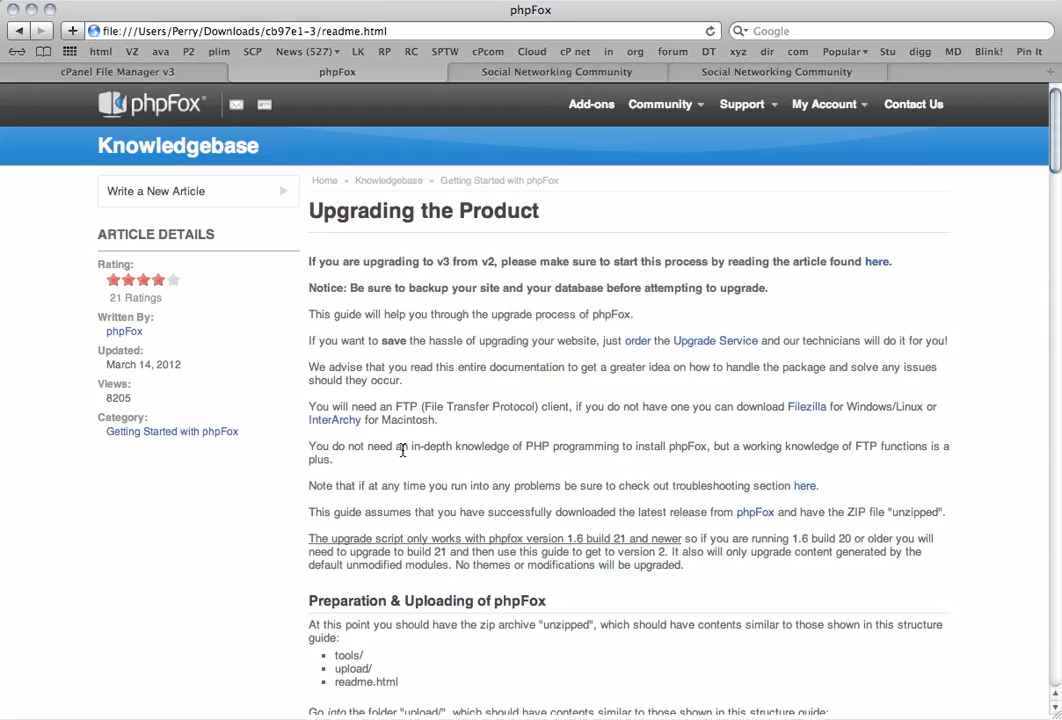 phpFox
file:///Users/Perry/Downloads/cb97e1-3/readme.html
Google
html VZ ava P2 plim SCP News (527) LK RP RC SPTW cPcom Cloud cP net in org forum DT xyz dir com Popular Stu digg MD Blink! Pin It
cPanel File Manager v3 phpFox Social Networking Community Social Networking Community
phpFox Add-ons Community Support My Account Contact Us
Knowledgebase
Write a New Article
Home » Knowledgebase » Getting Started with phpFox
Upgrading the Product
ARTICLE DETAILS
Rating:
21 Ratings
Written By:
phpFox
Updated:
March 14, 2012
Views:
8205
Category:
Getting Started with phpFox
If you are upgrading to v3 from v2, please make sure to start this process by reading the article found here.
Notice: Be sure to backup your site and your database before attempting to upgrade.
This guide will help you through the upgrade process of phpFox.
If you want to save the hassle of upgrading your website, just order the Upgrade Service and our technicians will do it for you!
We advise that you read this entire documentation to get a greater idea on how to handle the package and solve any issues
should they occur.
You will need an FTP (File Transfer Protocol) client, if you do not have one you can download Filezilla for Windows/Linux or
InterArchy for Macintosh.
You do not need an in-depth knowledge of PHP programming to install phpFox, but a working knowledge of FTP functions is a
plus.
Note that if at any time you run into any problems be sure to check out troubleshooting section here.
This guide assumes that you have successfully downloaded the latest release from phpFox and have the ZIP file "unzipped".
The upgrade script only works with phpfox version 1.6 build 21 and newer so if you are running 1.6 build 20 or older you will
need to upgrade to build 21 and then use this guide to get to version 2. It also will only upgrade content generated by the
default unmodified modules. No themes or modifications will be upgraded.
Preparation & Uploading of phpFox
At this point you should have the zip archive "unzipped", which should have contents similar to those shown in this structure
guide:
tools/
upload/
readme.html
Go into the folder "upload/", which should have contents similar to those shown in this structure guide: